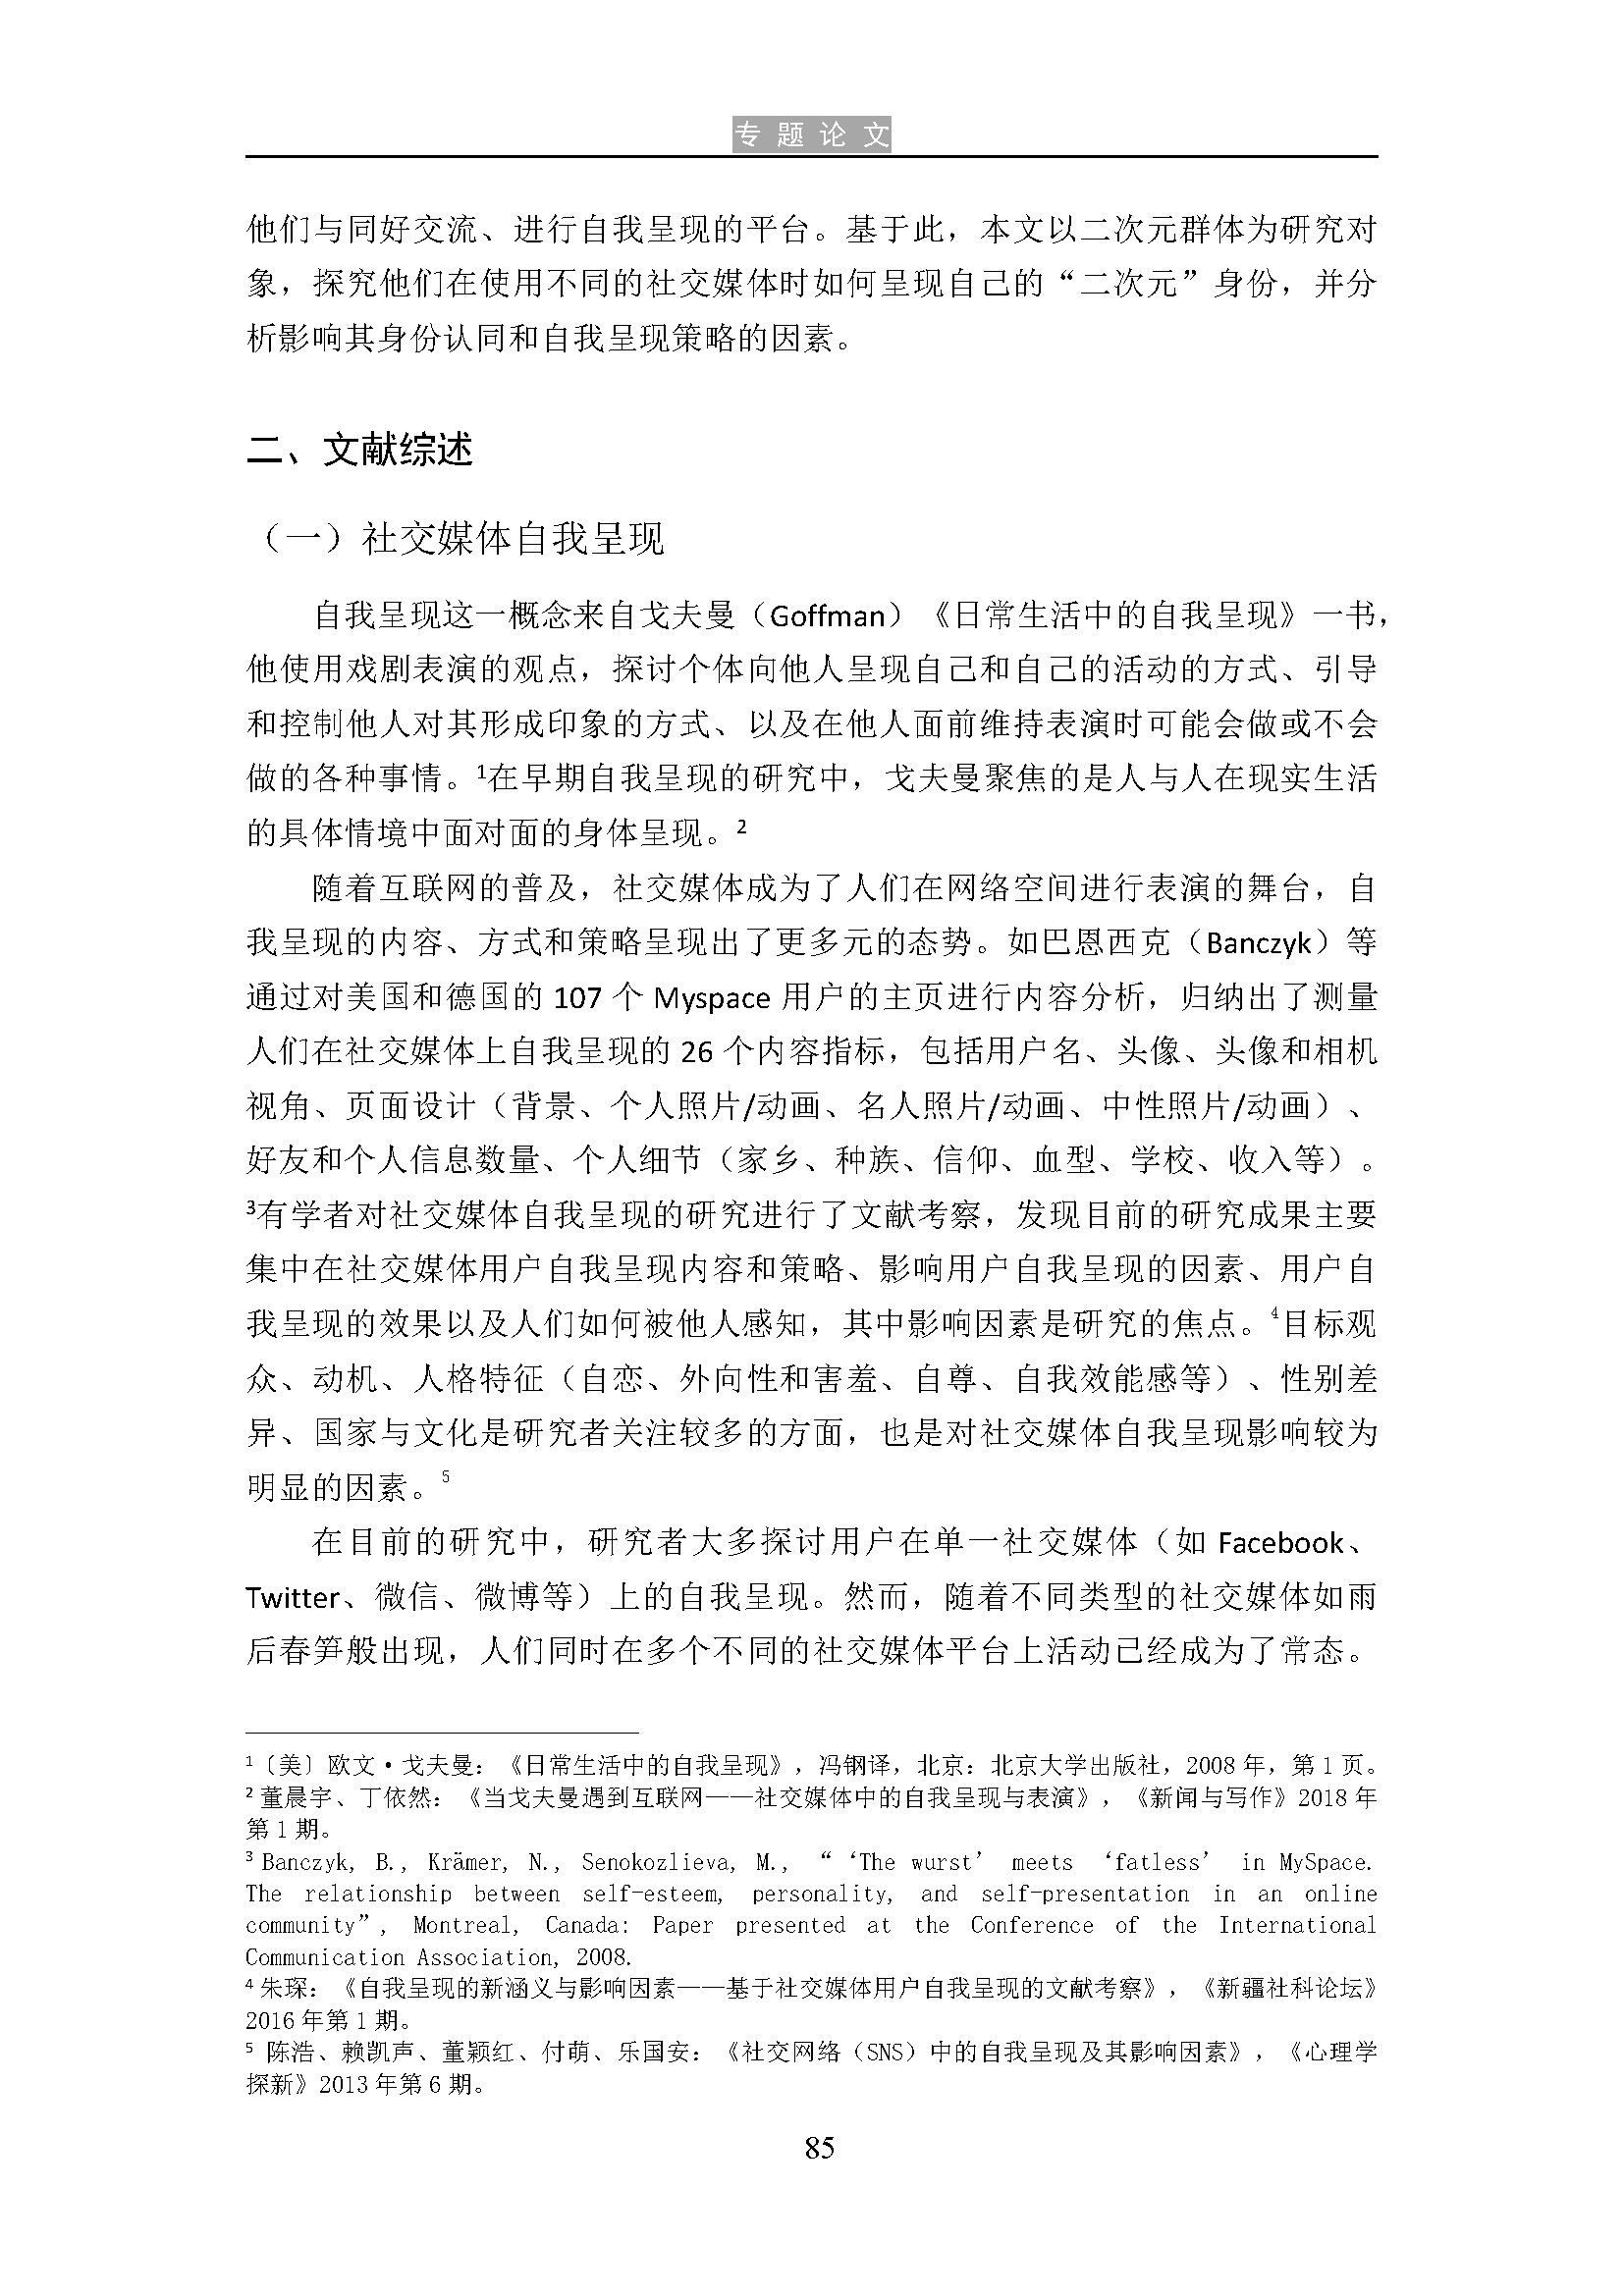 专 题 论 文
他们与同好交流、进行自我呈现的平台。基于此，本文以二次元群体为研究对
象，探究他们在使用不同的社交媒体时如何呈现自己的“二次元”身份，并分
析影响其身份认同和自我呈现策略的因素。
二、文献综述
（一）社交媒体自我呈现
自我呈现这一概念来自戈夫曼（Goffman）《日常生活中的自我呈现》一书，
他使用戏剧表演的观点，探讨个体向他人呈现自己和自己的活动的方式、引导
和控制他人对其形成印象的方式、以及在他人面前维持表演时可能会做或不会
做的各种事情。¹在早期自我呈现的研究中，戈夫曼聚焦的是人与人在现实生活
的具体情境中面对面的身体呈现。²
随着互联网的普及，社交媒体成为了人们在网络空间进行表演的舞台，自
我呈现的内容、方式和策略呈现出了更多元的态势。如巴恩西克（Banczyk）等
通过对美国和德国的 107 个 Myspace 用户的主页进行内容分析，归纳出了测量
人们在社交媒体上自我呈现的 26 个内容指标，包括用户名、头像、头像和相机
视角、页面设计（背景、个人照片/动画、名人照片/动画、中性照片/动画）、
好友和个人信息数量、个人细节（家乡、种族、信仰、血型、学校、收入等）。
³有学者对社交媒体自我呈现的研究进行了文献考察，发现目前的研究成果主要
集中在社交媒体用户自我呈现内容和策略、影响用户自我呈现的因素、用户自
我呈现的效果以及人们如何被他人感知，其中影响因素是研究的焦点。⁴目标观
众、动机、人格特征（自恋、外向性和害羞、自尊、自我效能感等）、性别差
异、国家与文化是研究者关注较多的方面，也是对社交媒体自我呈现影响较为
明显的因素。⁵
在目前的研究中，研究者大多探讨用户在单一社交媒体（如 Facebook、
Twitter、微信、微博等）上的自我呈现。然而，随着不同类型的社交媒体如雨
后春笋般出现，人们同时在多个不同的社交媒体平台上活动已经成为了常态。
¹〔美〕欧文·戈夫曼：《日常生活中的自我呈现》，冯钢译，北京：北京大学出版社，2008 年，第 1 页。
² 董晨宇、丁依然：《当戈夫曼遇到互联网——社交媒体中的自我呈现与表演》，《新闻与写作》2018 年
第 1 期。
³ Banczyk, B., Krämer, N., Senokozlieva, M., “‘The wurst’ meets ‘fatless’ in MySpace.
The relationship between self-esteem, personality, and self-presentation in an online
community”, Montreal, Canada: Paper presented at the Conference of the International
Communication Association, 2008.
⁴ 朱琛：《自我呈现的新涵义与影响因素——基于社交媒体用户自我呈现的文献考察》，《新疆社科论坛》
2016 年第 1 期。
⁵ 陈浩、赖凯声、董颖红、付萌、乐国安：《社交网络（SNS）中的自我呈现及其影响因素》，《心理学
探新》2013 年第 6 期。
85